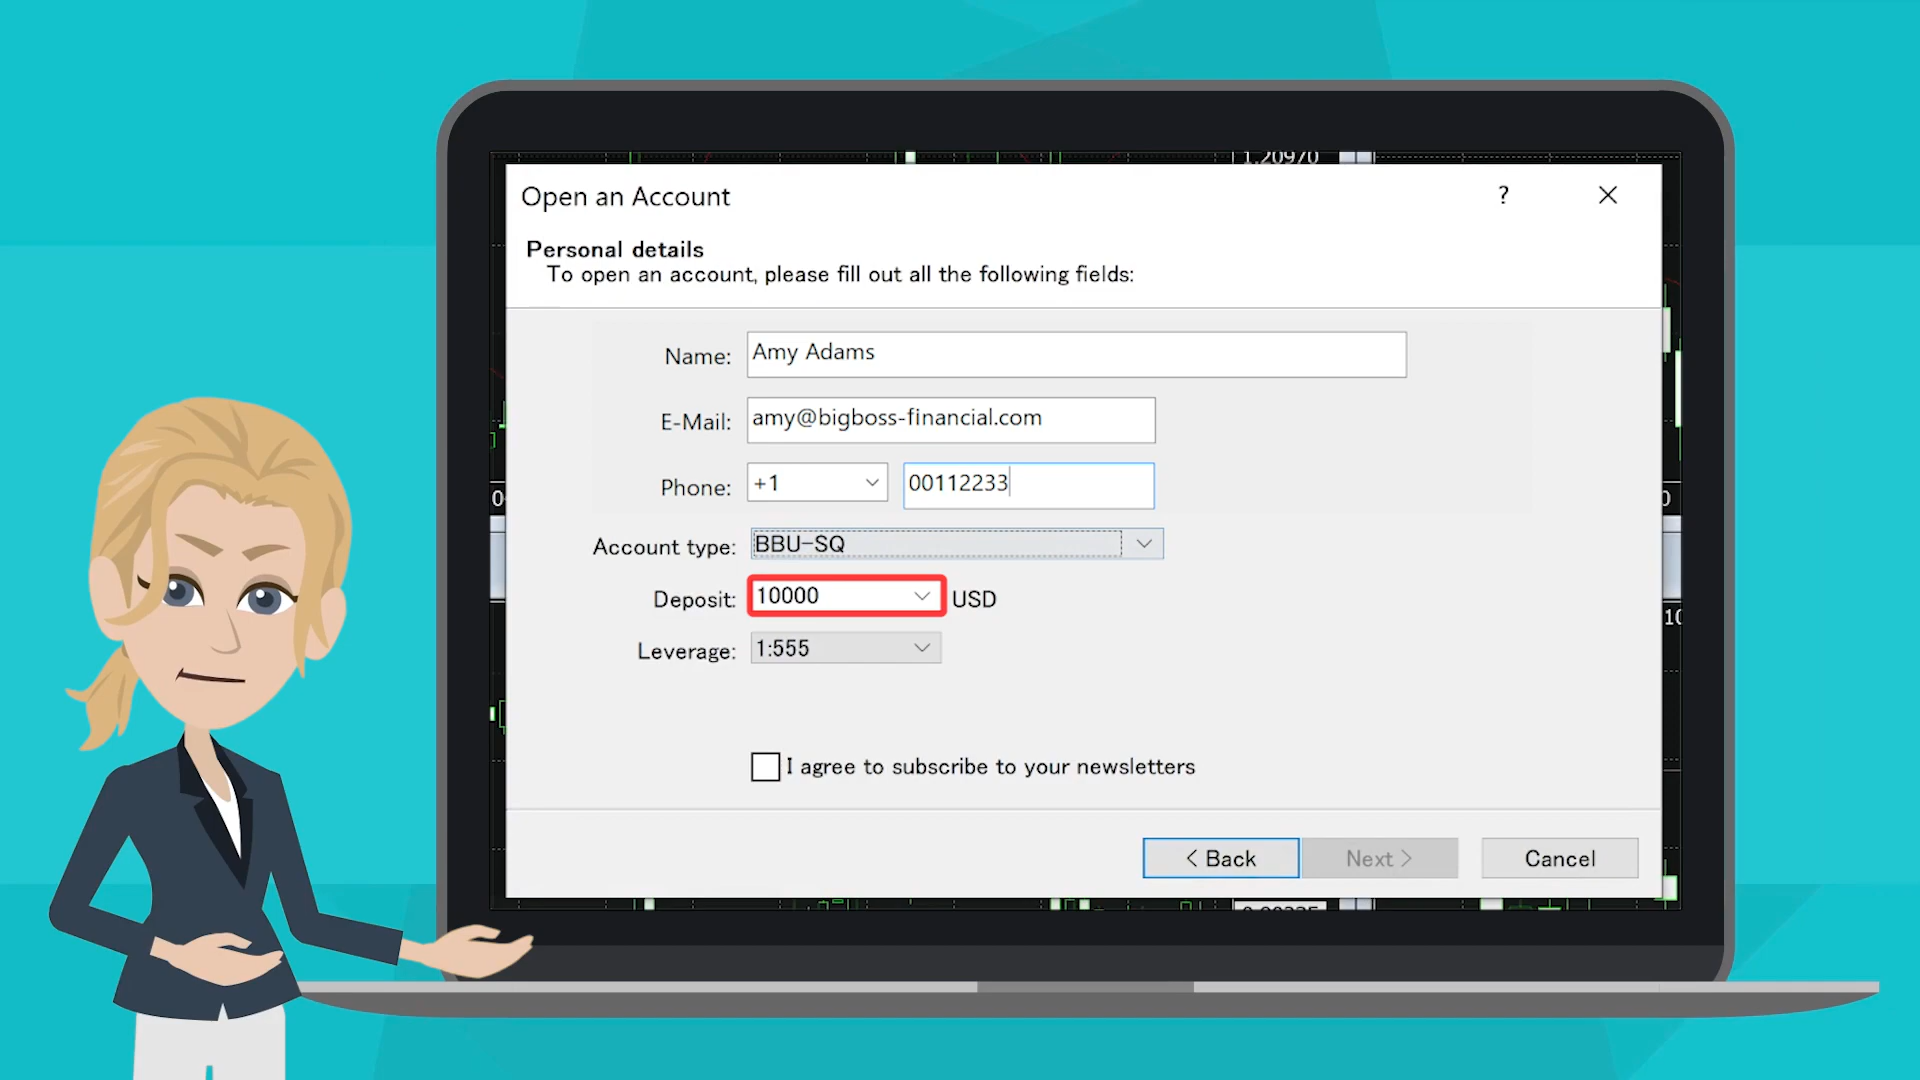 1.20970
Open an Account
?
Personal details
To open an account, please fill out all the following fields:
Name: Amy Adams
E-Mail: amy@bigboss-financial.com
Phone: +1 00112233
Account type: BBU-SQ
Deposit: 10000 USD
Leverage: 1:555
I agree to subscribe to your newsletters
< Back Next > Cancel